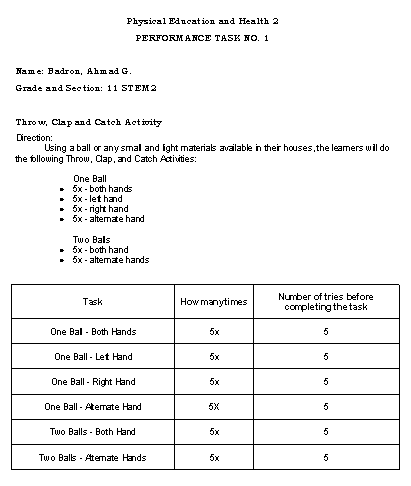 Physical Education and Health 2
PERFORMANCE TASK NO. 1
Name: Badron, Ahmad G.
Grade and Section: 11 STEM 2
Throw, Clap and Catch Activity
Direction:
Using a ball or any small and light materials available in their houses, the learners will do
the following Throw, Clap, and Catch Activities:
One Ball
• 5x - both hands
• 5x - left hand
• 5x - right hand
• 5x - alternate hand
Two Balls
• 5x - both hand
• 5x - alternate hands
Task How many times Number of tries before
completing the task
One Ball - Both Hands 5x 5
One Ball - Left Hand 5x 5
One Ball - Right Hand 5x 5
One Ball - Alternate Hand 5X 5
Two Balls - Both Hand 5x 5
Two Balls - Alternate Hands 5x 5